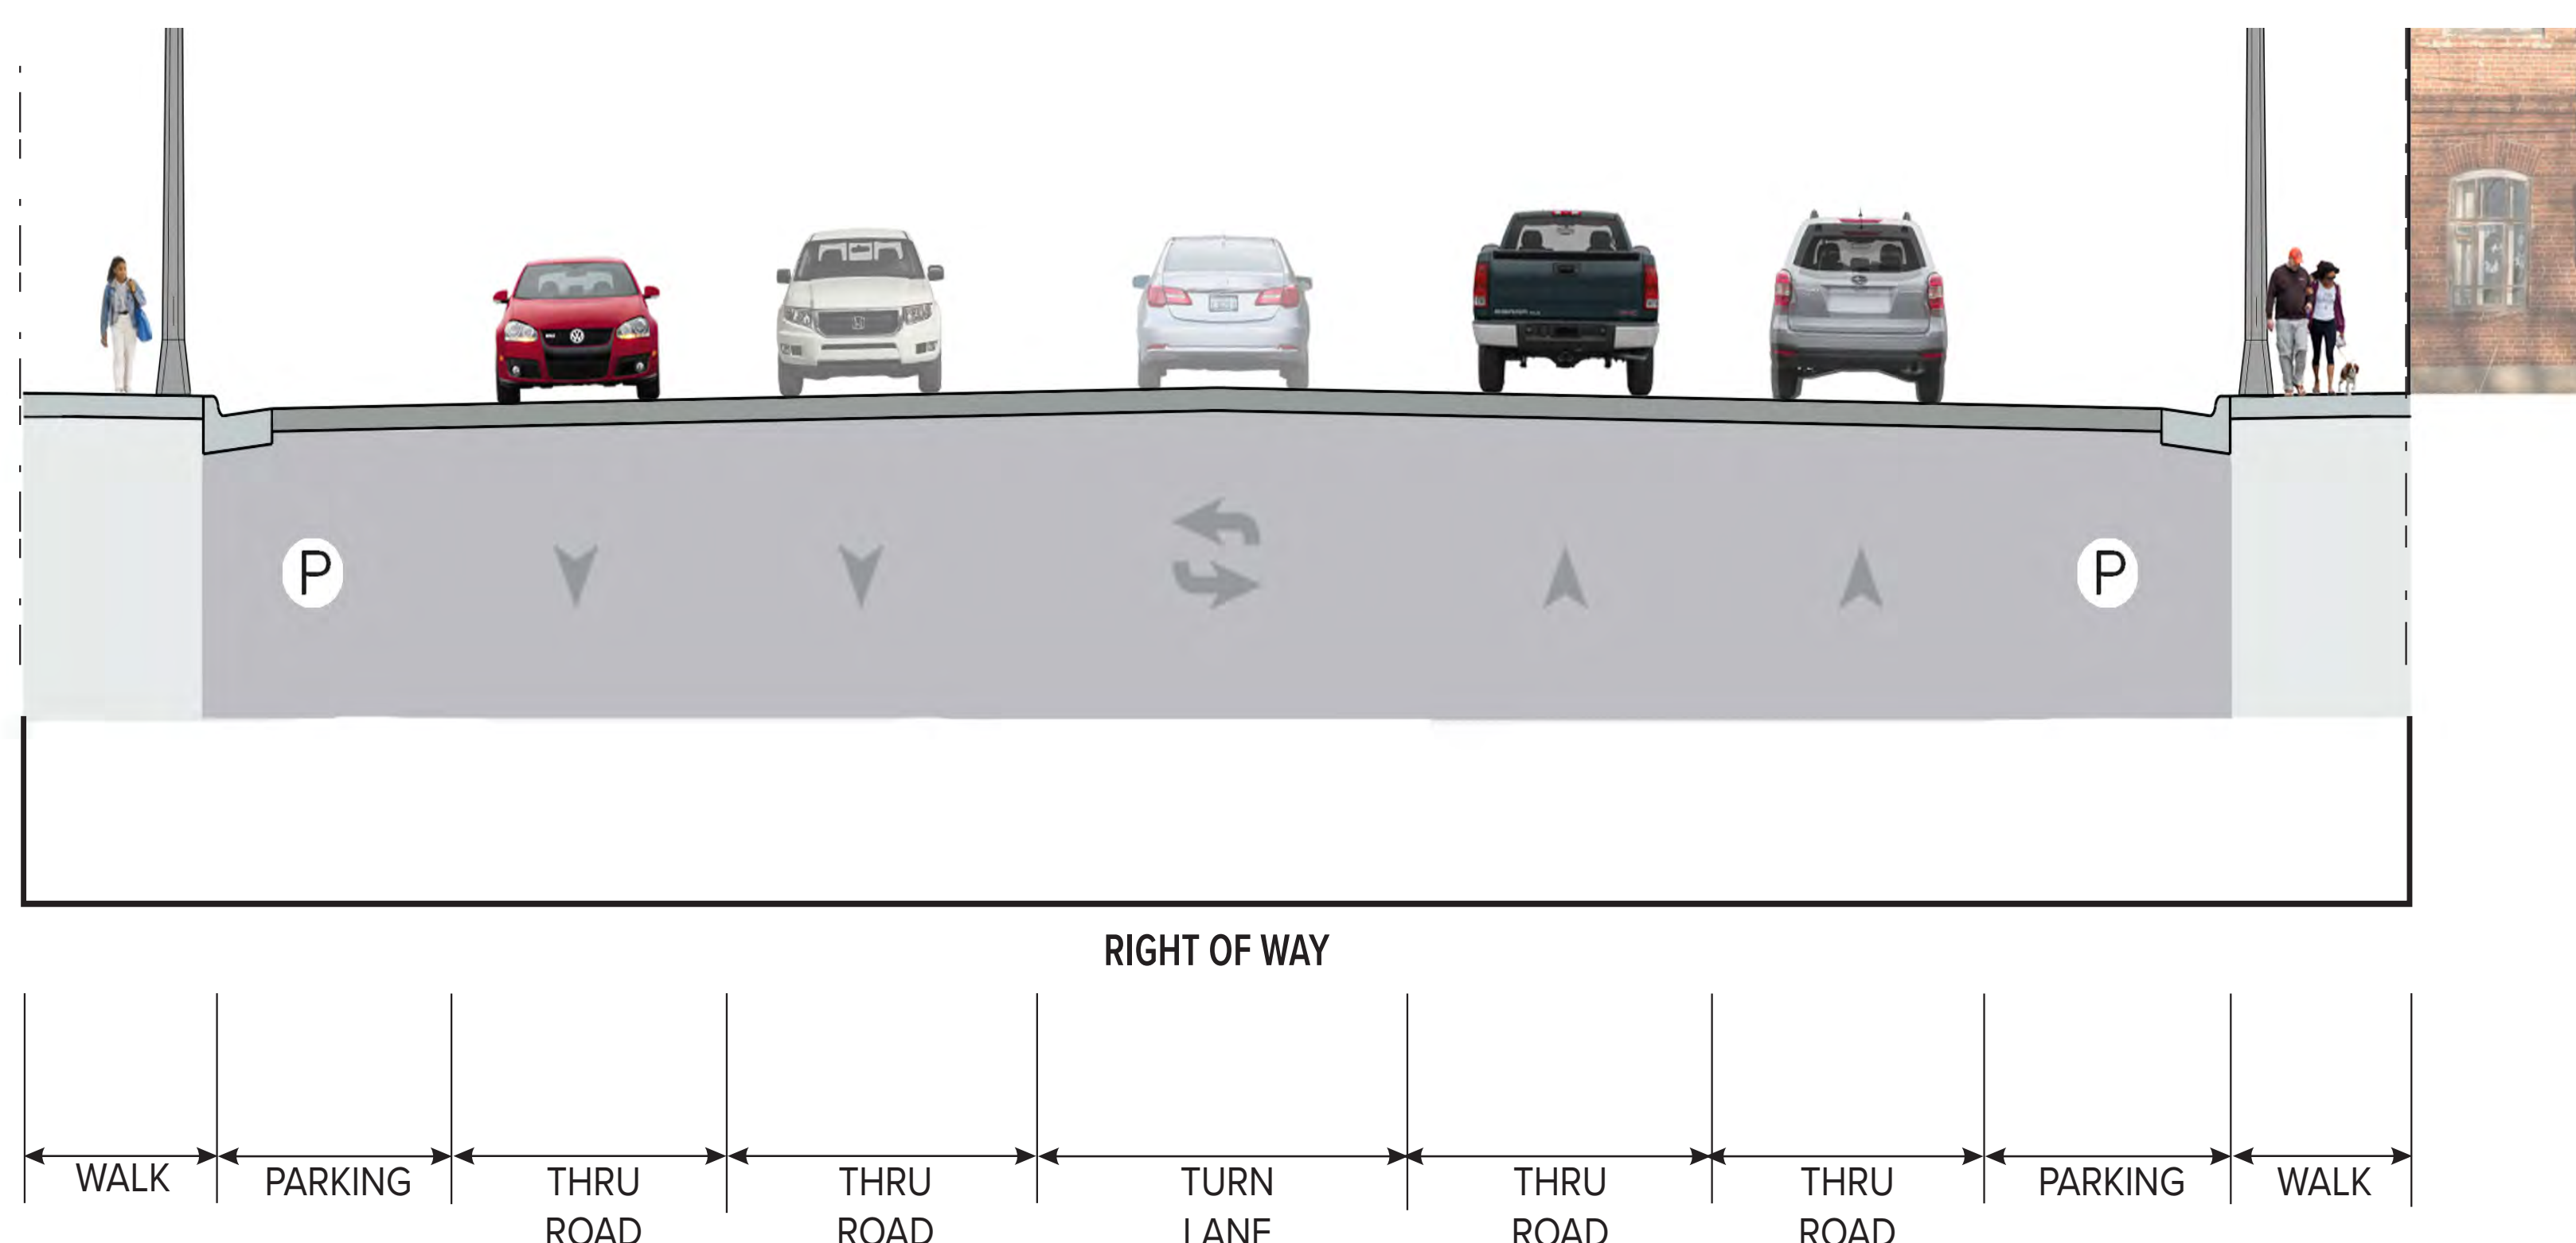 P
P
RIGHT OF WAY
WALK PARKING THRU THRU TURN THRU THRU PARKING WALK
ROAD ROAD LANE ROAD ROAD